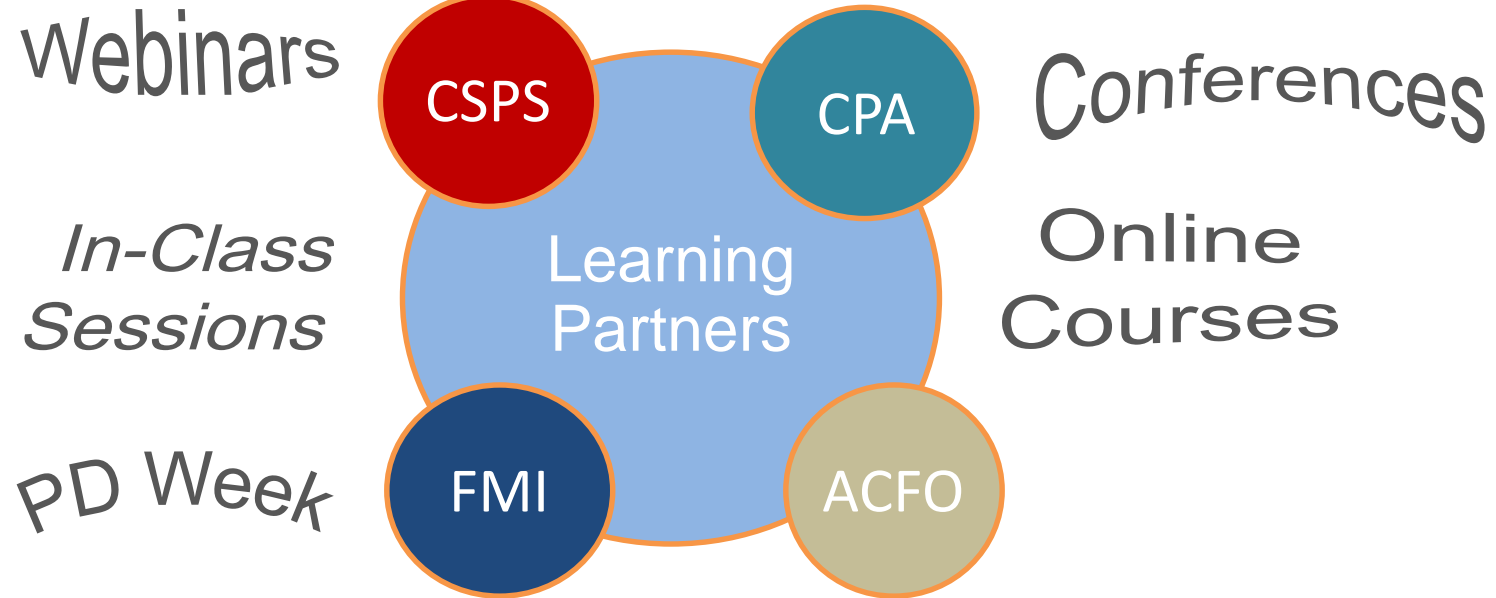 Webinars
CSPS
CPA
Conferences
In-Class
Sessions
Learning
Partners
Online
Courses
PD Week
FMI
ACFO